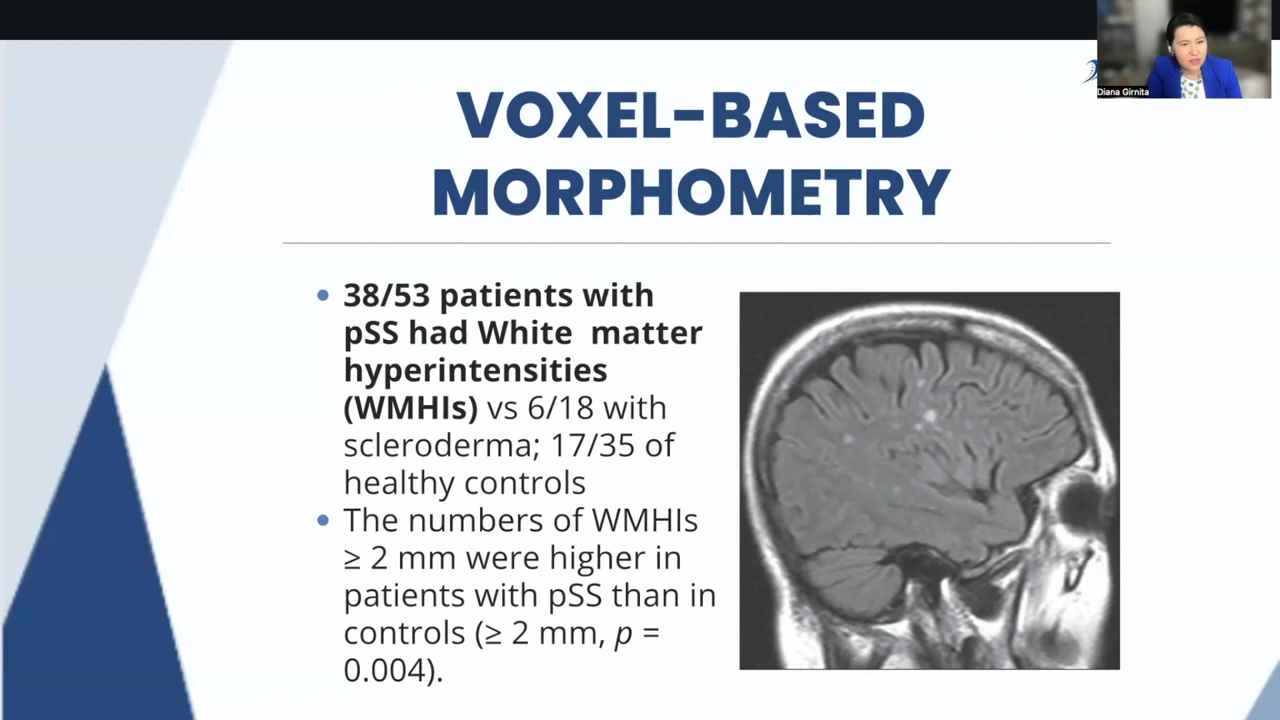 Diana Girnita
VOXEL-BASED
MORPHOMETRY
38/53 patients with
pSS had White matter
hyperintensities
(WMHIs) vs 6/18 with
scleroderma; 17/35 of
healthy controls
The numbers of WMHIs
≥ 2 mm were higher in
patients with pSS than in
controls (≥ 2 mm, p =
0.004).